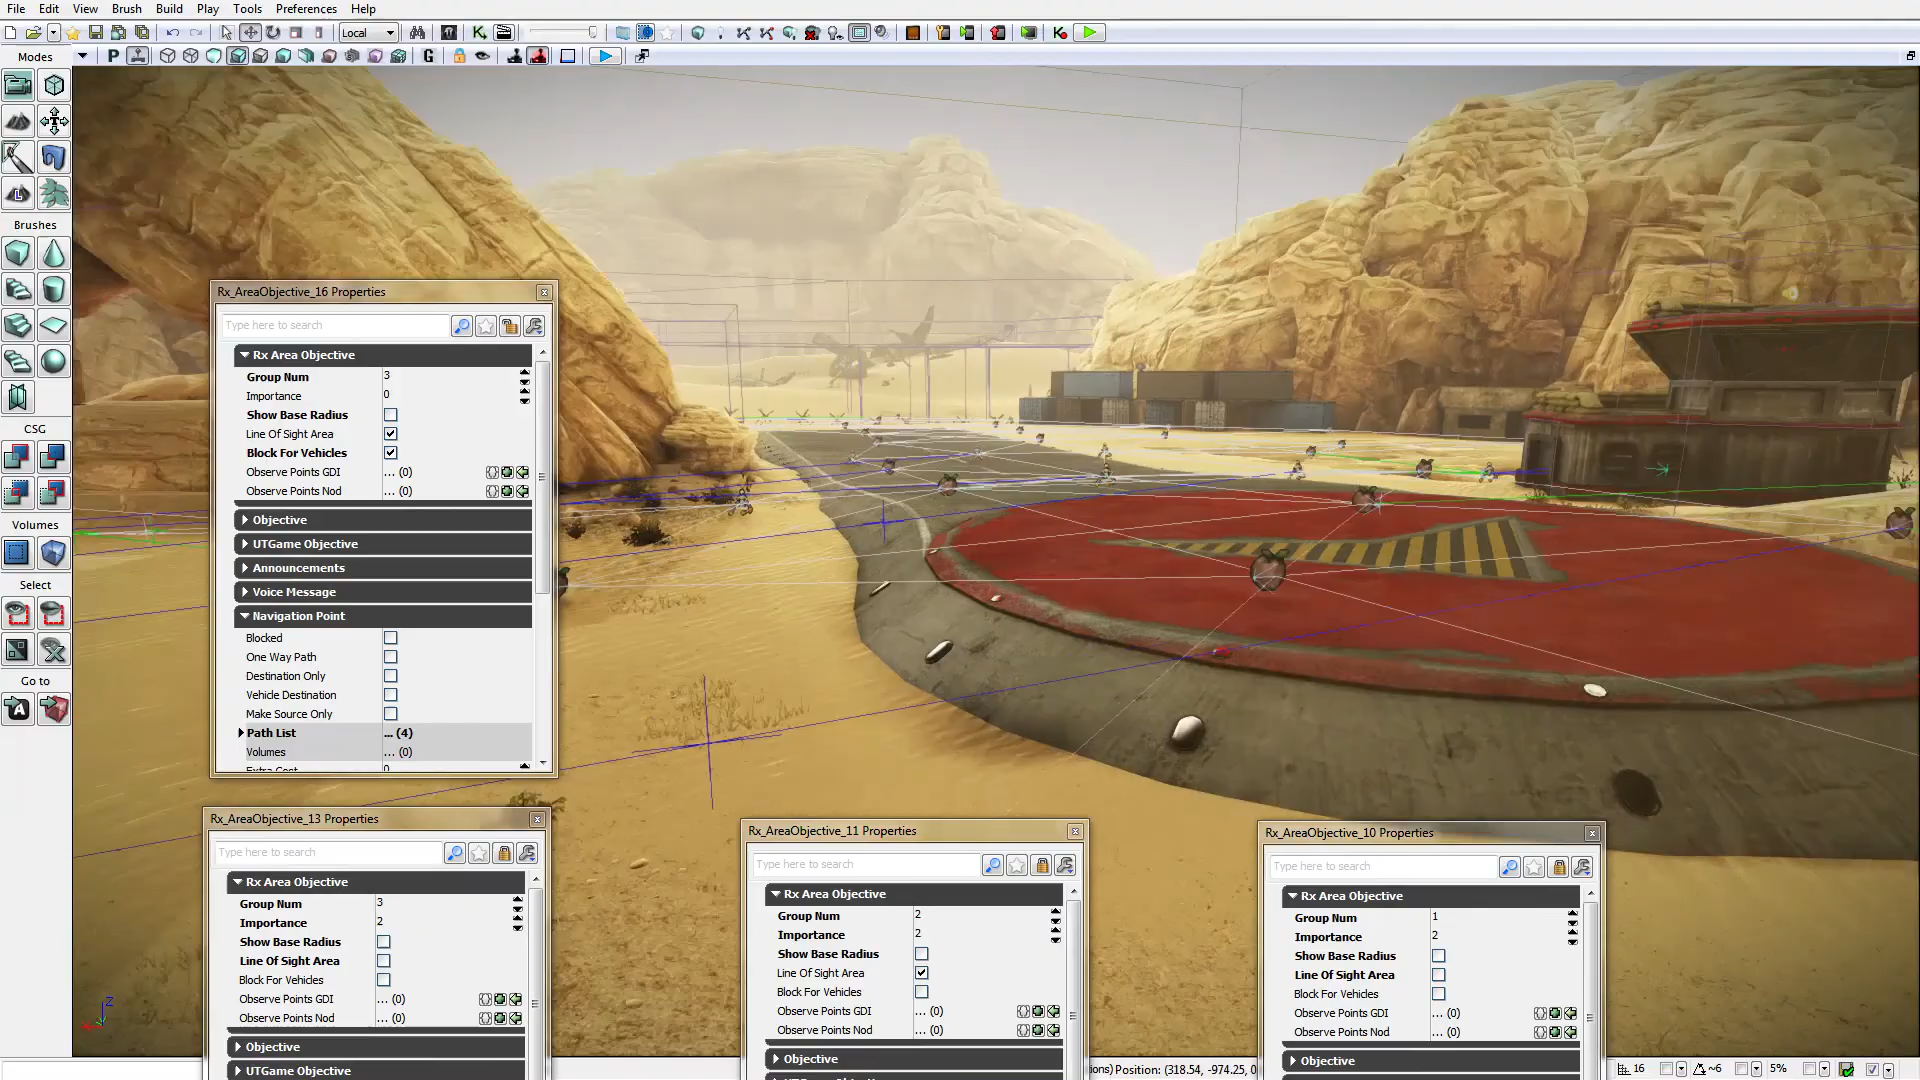 File Edit View Brush Build Play Tools Preferences Help
Local
Modes
P
G
Brushes
CSG
Volumes
Select
Go to
Rx_AreaObjective_16 Properties
Type here to search
Rx Area Objective
Group Num 3
Importance 0
Show Base Radius
Line Of Sight Area
Block For Vehicles
Observe Points GDI ... (0)
Observe Points Nod ... (0)
Objective
UTGame Objective
Announcements
Voice Message
Navigation Point
Blocked
One Way Path
Destination Only
Vehicle Destination
Make Source Only
Path List ... (4)
Volumes ... (0)
Extra Cost 0
Rx_AreaObjective_13 Properties
Type here to search
Rx Area Objective
Group Num 3
Importance 2
Show Base Radius
Line Of Sight Area
Block For Vehicles
Observe Points GDI ... (0)
Observe Points Nod ... (0)
Objective
UTGame Objective
Rx_AreaObjective_11 Properties
Type here to search
Rx Area Objective
Group Num 2
Importance 2
Show Base Radius
Line Of Sight Area
Block For Vehicles
Observe Points GDI ... (0)
Observe Points Nod ... (0)
Objective
Rx_AreaObjective_10 Properties
Type here to search
Rx Area Objective
Group Num 1
Importance 2
Show Base Radius
Line Of Sight Area
Block For Vehicles
Observe Points GDI ... (0)
Observe Points Nod ... (0)
Objective
Z
ions) Position: (318.54, -974.25, 0
16 ~6 5%